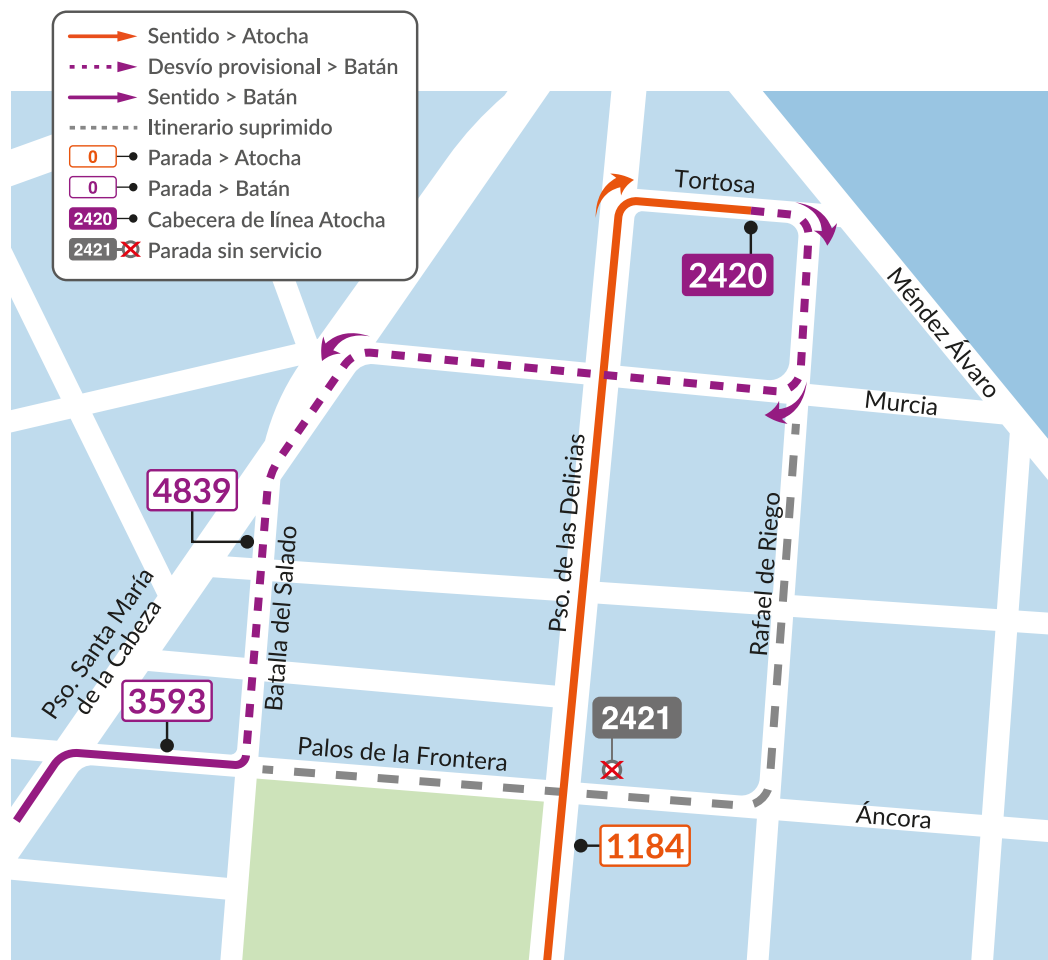 Sentido > Atocha
Desvío provisional > Batán
Sentido > Batán
Itinerario suprimido
0 Parada > Atocha
0 Parada > Batán
2420 Cabecera de línea Atocha
2421 Parada sin servicio
Tortosa
2420
Méndez Álvaro
Murcia
4839
Pso. de las Delicias
Rafael de Riego
Batalla del Salado
Pso. Santa María
de la Cabeza
3593
2421
Palos de la Frontera
Áncora
1184